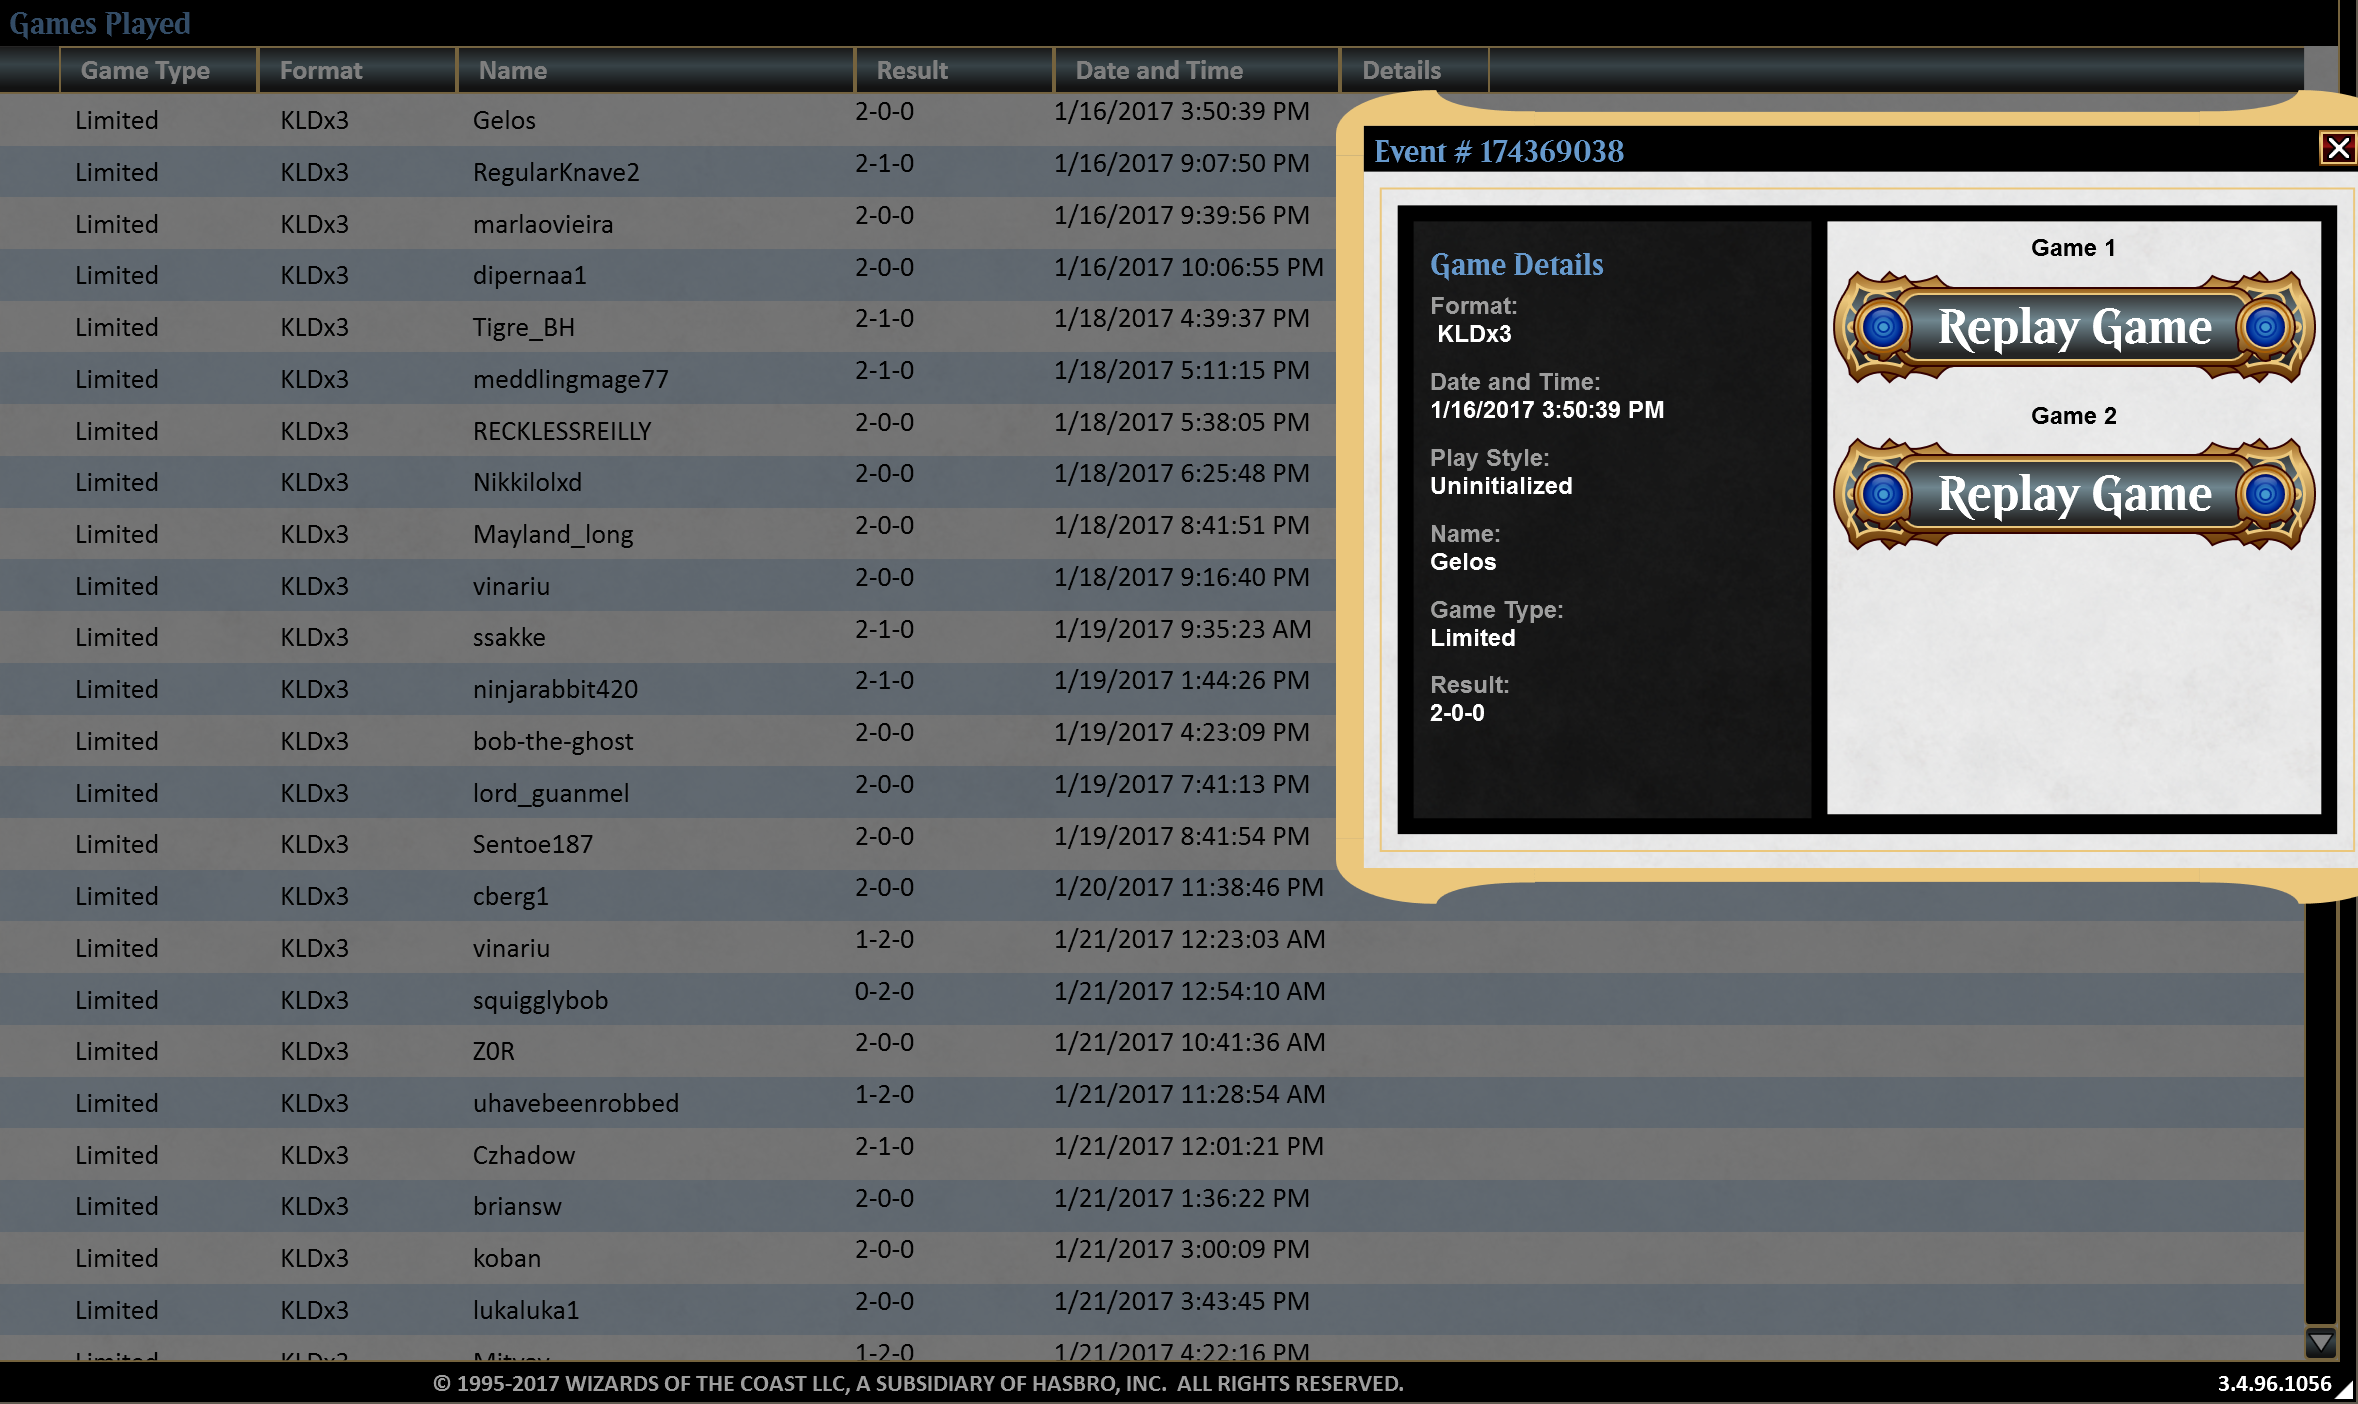 Games Played
Game Type Format Name Result Date and Time Details
Limited KLDx3 Gelos 2-0-0 1/16/2017 3:50:39 PM
Limited KLDx3 RegularKnave2 2-1-0 1/16/2017 9:07:50 PM
Limited KLDx3 marlaovieira 2-0-0 1/16/2017 9:39:56 PM
Limited KLDx3 dipernaa1 2-0-0 1/16/2017 10:06:55 PM
Limited KLDx3 Tigre_BH 2-1-0 1/18/2017 4:39:37 PM
Limited KLDx3 meddlingmage77 2-1-0 1/18/2017 5:11:15 PM
Limited KLDx3 RECKLESSREILLY 2-0-0 1/18/2017 5:38:05 PM
Limited KLDx3 Nikkilolxd 2-0-0 1/18/2017 6:25:48 PM
Limited KLDx3 Mayland_long 2-0-0 1/18/2017 8:41:51 PM
Limited KLDx3 vinariu 2-0-0 1/18/2017 9:16:40 PM
Limited KLDx3 ssakke 2-1-0 1/19/2017 9:35:23 AM
Limited KLDx3 ninjarabbit420 2-1-0 1/19/2017 1:44:26 PM
Limited KLDx3 bob-the-ghost 2-0-0 1/19/2017 4:23:09 PM
Limited KLDx3 lord_guanmel 2-0-0 1/19/2017 7:41:13 PM
Limited KLDx3 Sentoe187 2-0-0 1/19/2017 8:41:54 PM
Limited KLDx3 cberg1 2-0-0 1/20/2017 11:38:46 PM
Limited KLDx3 vinariu 1-2-0 1/21/2017 12:23:03 AM
Limited KLDx3 squigglybob 0-2-0 1/21/2017 12:54:10 AM
Limited KLDx3 Z0R 2-0-0 1/21/2017 10:41:36 AM
Limited KLDx3 uhavebeenrobbed 1-2-0 1/21/2017 11:28:54 AM
Limited KLDx3 Czhadow 2-1-0 1/21/2017 12:01:21 PM
Limited KLDx3 briansw 2-0-0 1/21/2017 1:36:22 PM
Limited KLDx3 koban 2-0-0 1/21/2017 3:00:09 PM
Limited KLDx3 lukaluka1 2-0-0 1/21/2017 3:43:45 PM
Limited KLDx3 1-2-0 1/21/2017 4:22:16 PM
Event # 174369038
Game Details
Format:
KLDx3
Date and Time:
1/16/2017 3:50:39 PM
Play Style:
Uninitialized
Name:
Gelos
Game Type:
Limited
Result:
2-0-0
Game 1
Replay Game
Game 2
Replay Game
© 1995-2017 WIZARDS OF THE COAST LLC, A SUBSIDIARY OF HASBRO, INC. ALL RIGHTS RESERVED.
3.4.96.1056